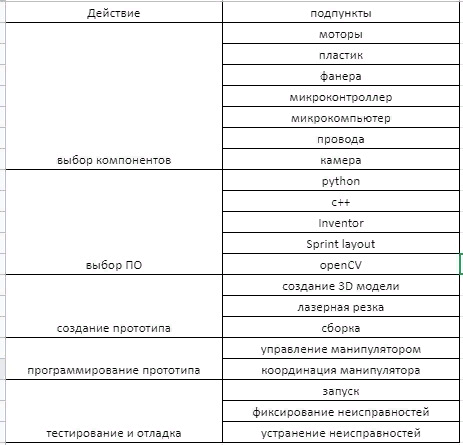 Действие подпункты
моторы
пластик
фанера
микроконтроллер
микрокомпьютер
провода
выбор компонентов камера
python
c++
Inventor
Sprint layout
выбор ПО openCV
создание 3D модели
лазерная резка
создание прототипа сборка
управление манипулятором
программирование прототипа координация манипулятора
запуск
фиксирование неисправностей
тестирование и отладка устранение неисправностей